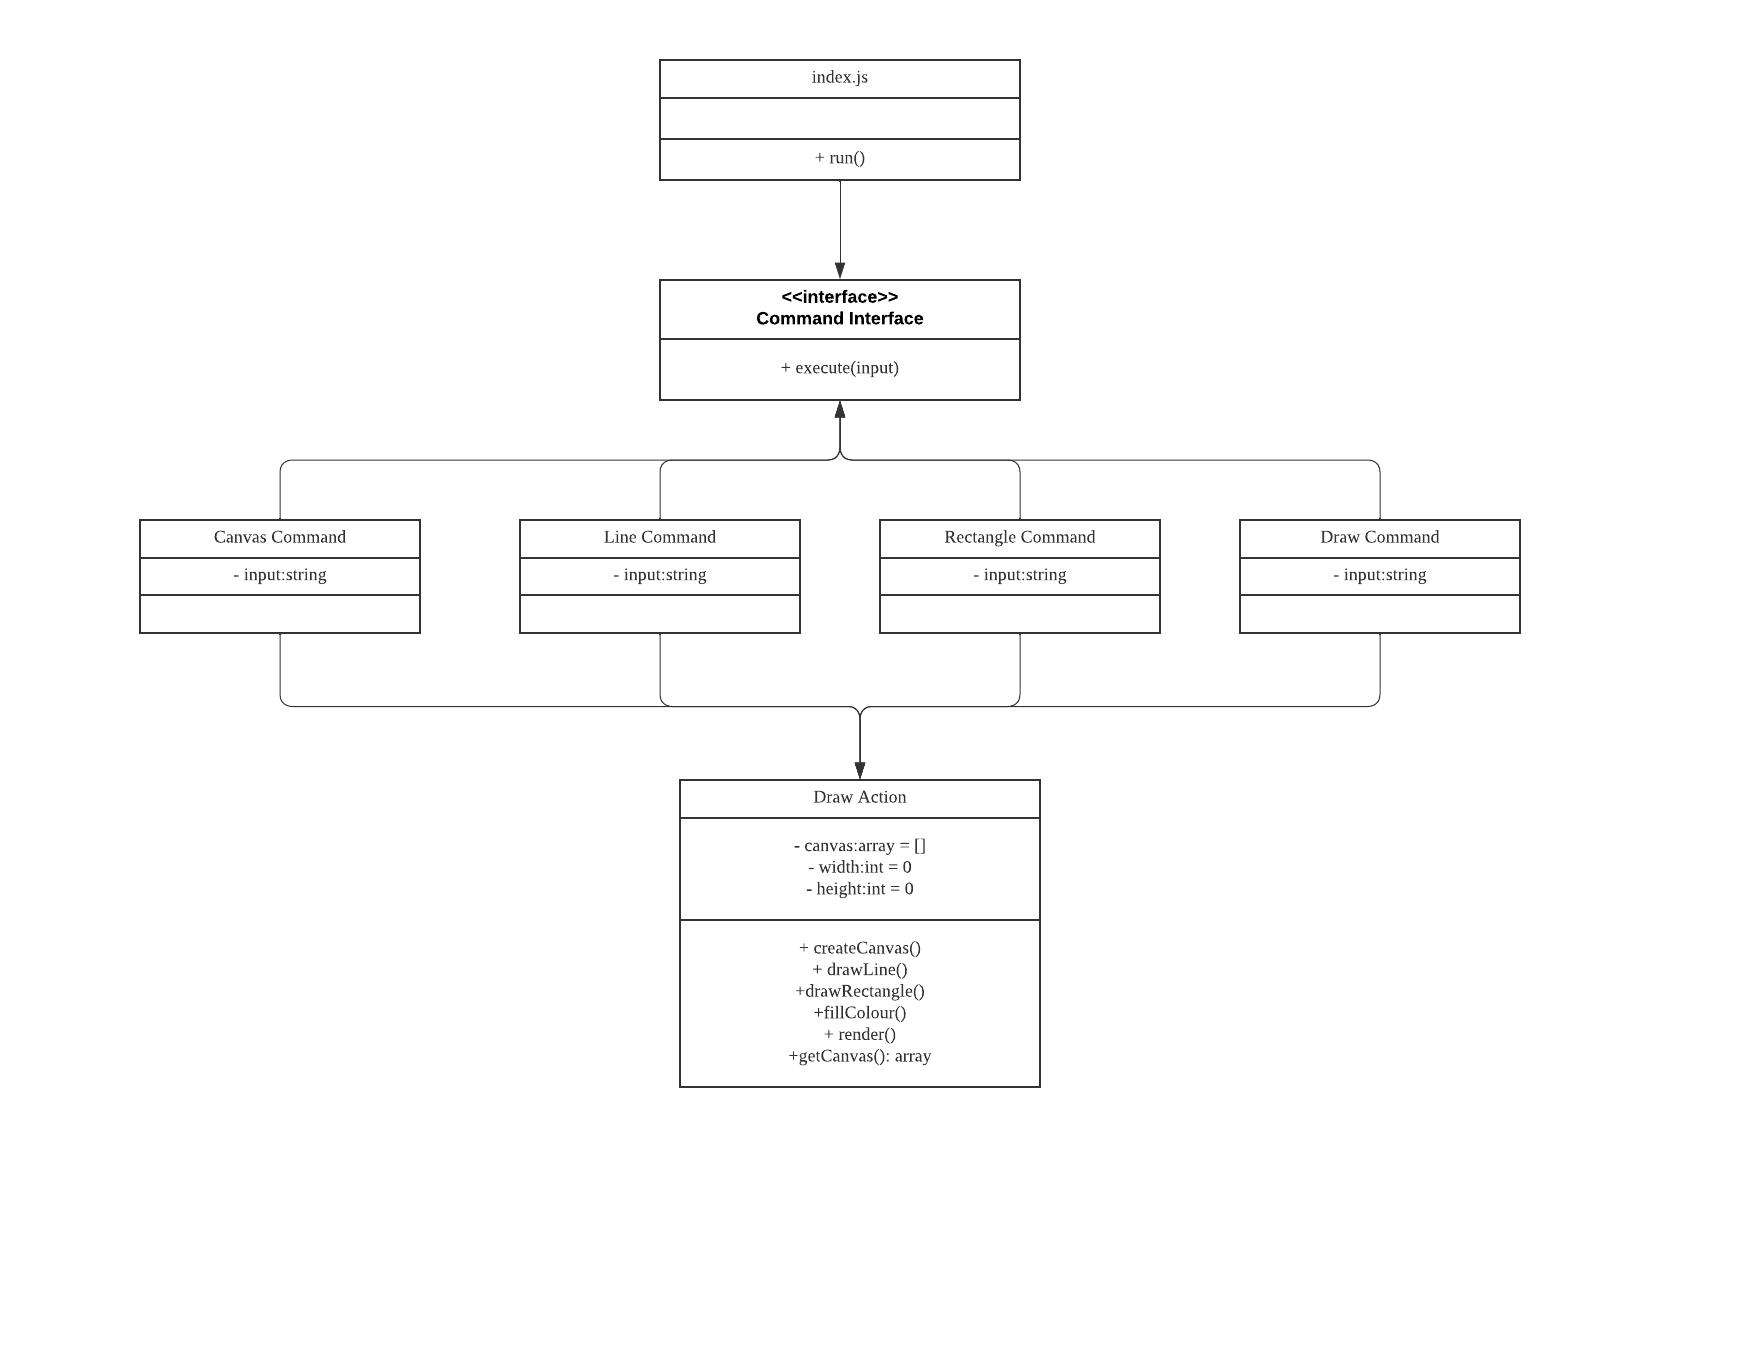 index.js
+ run()
<<interface>>
Command Interface
+ execute(input)
Canvas Command
- input:string
Line Command
- input:string
Rectangle Command
- input:string
Draw Command
- input:string
Draw Action
- canvas:array = []
- width:int = 0
- height:int = 0
+ createCanvas()
+ drawLine()
+drawRectangle()
+fillColour()
+ render()
+getCanvas(): array